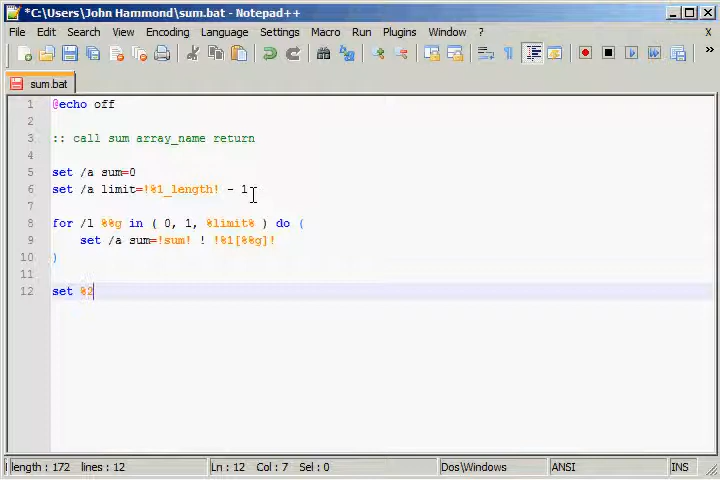 *C:\Users\John Hammond\sum.bat - Notepad++
File Edit Search View Encoding Language Settings Macro Run Plugins Window ? X
sum.bat
1 @echo off
2
3 :: call sum array_name return
4
5 set /a sum=0
6 set /a limit=!%1_length! - 1
7
8 for /l %%g in ( 0, 1, %limit% ) do (
9 set /a sum=!sum! ! !%1[%%g]!
10 )
11
12 set %2
length : 172 lines : 12 Ln : 12 Col : 7 Sel : 0 Dos\Windows ANSI INS